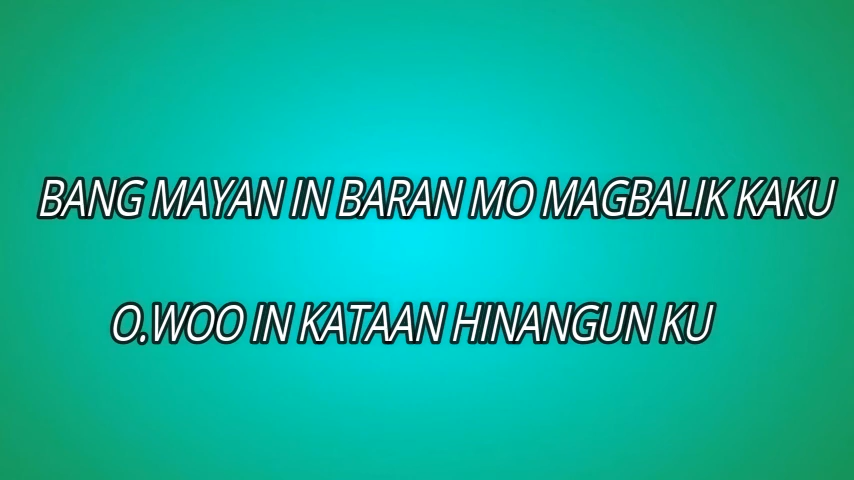 BANG MAYAN IN BARAN MO MAGBALIK KAKU
O.WOO IN KATAAN HINANGUN KU